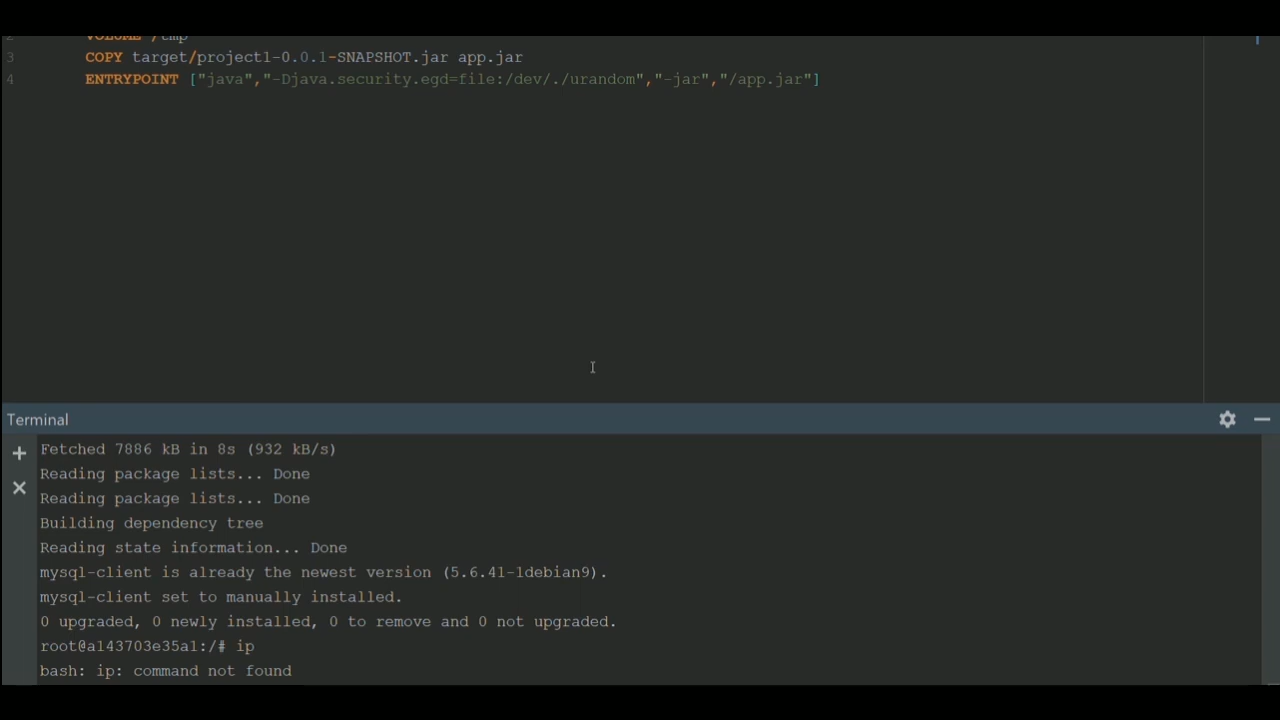 2 VOLUME /tmp
3 COPY target/project1-0.0.1-SNAPSHOT.jar app.jar
4 ENTRYPOINT ["java","-Djava.security.egd=file:/dev/./urandom","-jar","/app.jar"]
Terminal
Fetched 7886 kB in 8s (932 kB/s)
Reading package lists... Done
Reading package lists... Done
Building dependency tree
Reading state information... Done
mysql-client is already the newest version (5.6.41-1debian9).
mysql-client set to manually installed.
0 upgraded, 0 newly installed, 0 to remove and 0 not upgraded.
root@a143703e35a1:/# ip
bash: ip: command not found